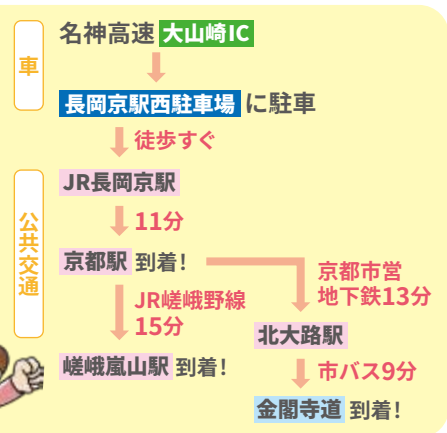 車
名神高速 大山崎IC
長岡京駅西駐車場 に駐車
徒歩すぐ
公共交通
JR長岡京駅
11分
京都駅 到着!
JR嵯峨野線
15分
嵯峨嵐山駅 到着!
京都市営
地下鉄13分
北大路駅
市バス9分
金閣寺道 到着!